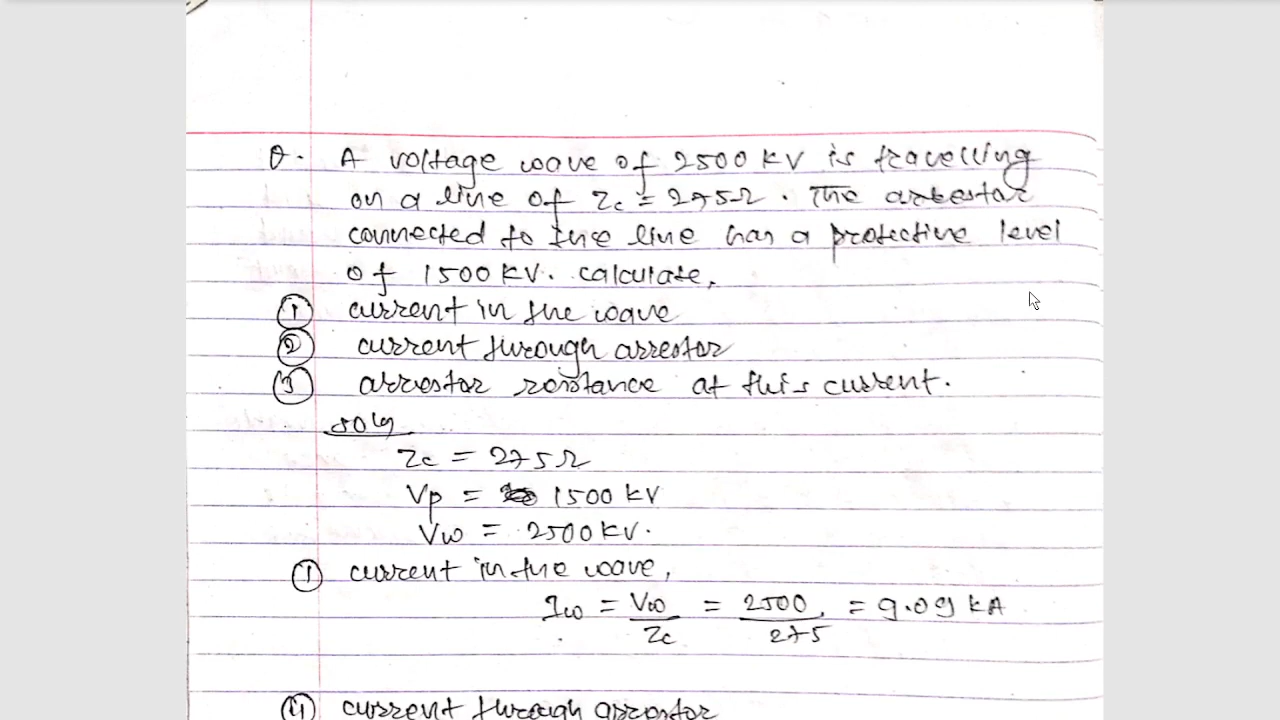 Q. A voltage wave of 2500 KV is travelling
on a line of Zc = 275Ω. The arrestor
connected to the line has a protective level
of 1500 KV. calculate,
① current in the wave
② current through arrestor
③ arrestor resistance at this current.
Soln
Zc = 275Ω
Vp = 1500 KV
Vw = 2500 KV.
① current in the wave,
Iw = Vw/Zc = 2500/275 = 9.09 KA
② current through arrestor